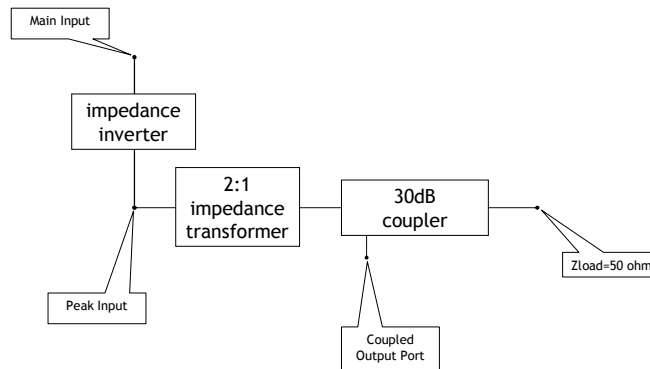 Main Input
impedance
inverter
2:1
impedance
transformer
30dB
coupler
Zload=50 ohm
Peak Input
Coupled
Output Port